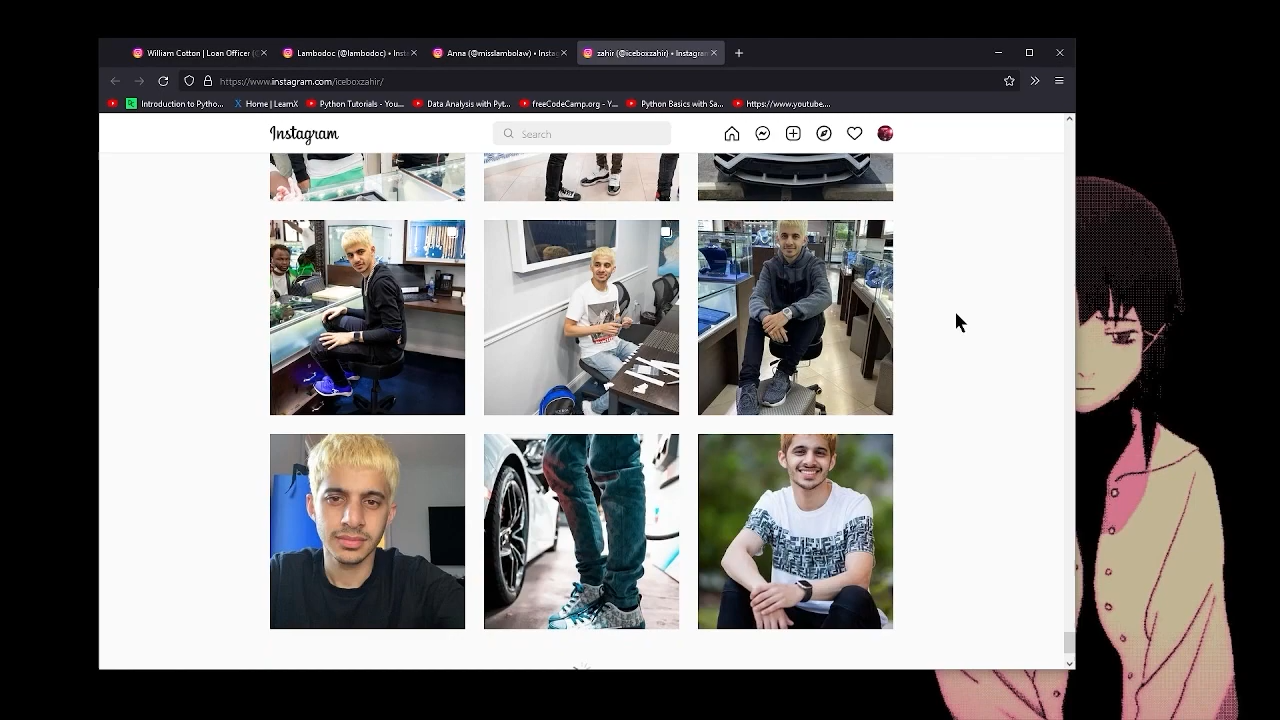 William Cotton | Loan Officer (
Lambodoc (@lambodoc) • Inst
Anna (@misslambolaw) • Insta
zahir (@iceboxzahir) • Instagram
https://www.instagram.com/iceboxzahir/
Introduction to Pytho...
Home | LearnX
Python Tutorials - You...
Data Analysis with Pyt...
freeCodeCamp.org - Y...
Python Basics with Sa...
https://www.youtube....
Instagram
Search